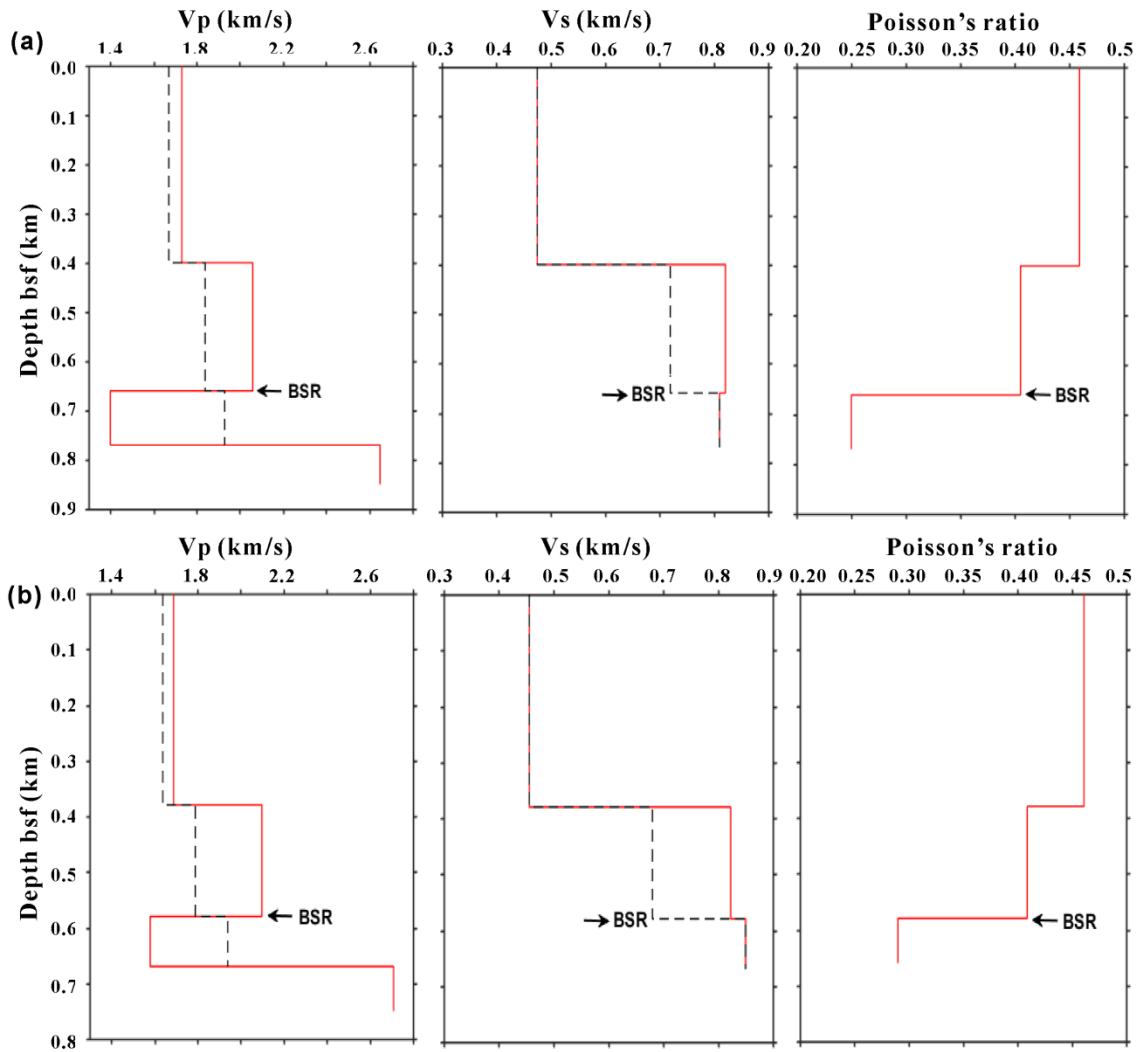 (a)
Vp (km/s)
1.4 1.8 2.2 2.6
Vs (km/s)
0.3 0.4 0.5 0.6 0.7 0.8 0.9
Poisson's ratio
0.20 0.25 0.30 0.35 0.40 0.45 0.5
Depth bsf (km)
0.0
0.1
0.2
0.3
0.4
0.5
0.6
0.7
0.8
0.9
BSR
BSR
BSR
(b)
Vp (km/s)
1.4 1.8 2.2 2.6
Vs (km/s)
0.3 0.4 0.5 0.6 0.7 0.8 0.9
Poisson's ratio
0.20 0.25 0.30 0.35 0.40 0.45 0.5
Depth bsf (km)
0.0
0.1
0.2
0.3
0.4
0.5
0.6
0.7
0.8
BSR
BSR
BSR